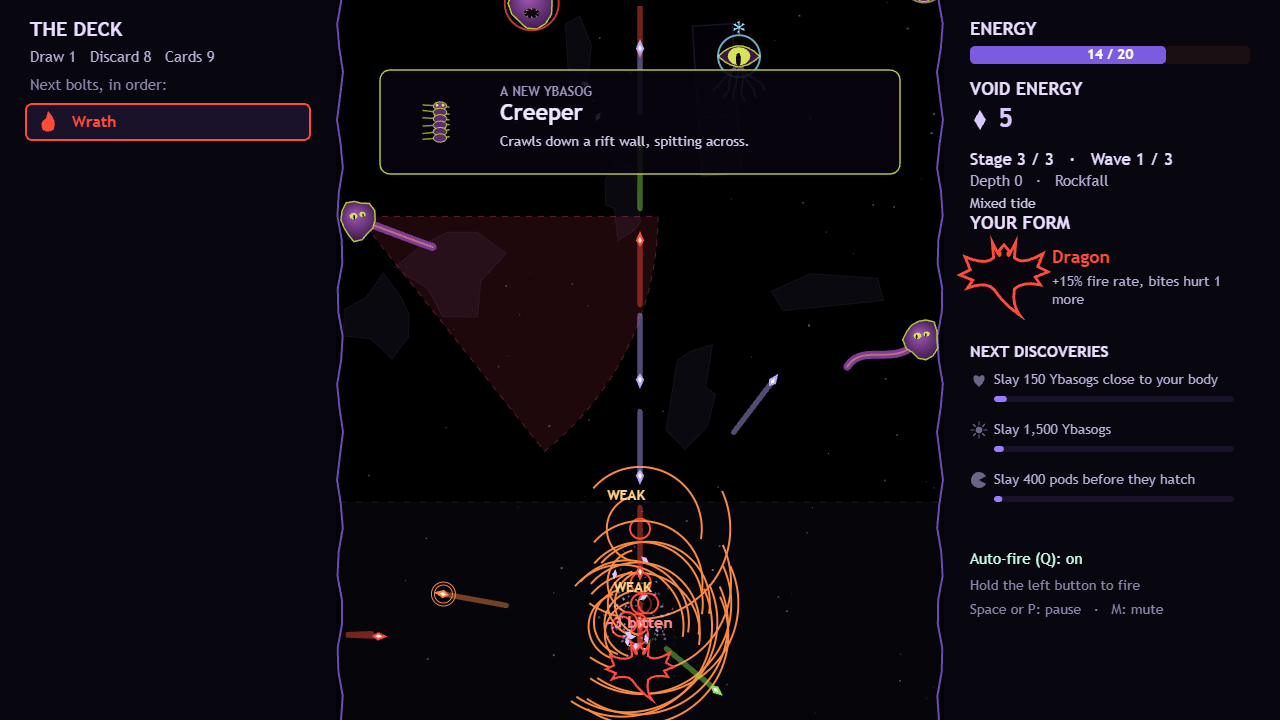 THE DECK
Draw 1 Discard 8 Cards 9
Next bolts, in order:
Wrath
A NEW YBASOG
Creeper
Crawls down a rift wall, spitting across.
WEAK
WEAK
bitten
ENERGY
14 / 20
VOID ENERGY
5
Stage 3 / 3 · Wave 1 / 3
Depth 0 · Rockfall
Mixed tide
YOUR FORM
Dragon
+15% fire rate, bites hurt 1
more
NEXT DISCOVERIES
Slay 150 Ybasogs close to your body
Slay 1,500 Ybasogs
Slay 400 pods before they hatch
Auto-fire (Q): on
Hold the left button to fire
Space or P: pause · M: mute